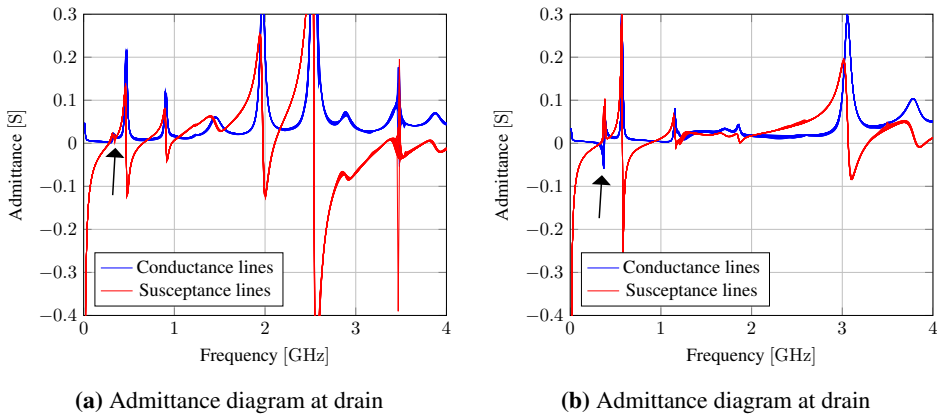 0.3
0.2
0.1
0
−0.1
−0.2
−0.3
−0.4
Admittance [S]
Conductance lines
Susceptance lines
0
1
2
3
4
Frequency [GHz]
(a) Admittance diagram at drain
0.3
0.2
0.1
0
−0.1
−0.2
−0.3
−0.4
Admittance [S]
Conductance lines
Susceptance lines
0
1
2
3
4
Frequency [GHz]
(b) Admittance diagram at drain